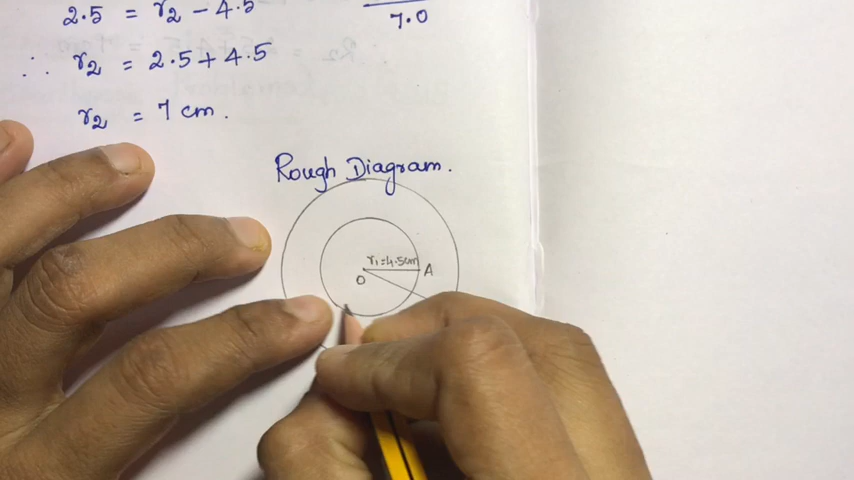 2.5 = r₂ - 4.5
7.0
∴ r₂ = 2.5 + 4.5
r₂ = 7 cm.
Rough Diagram.
r₁=4.5cm
A
O